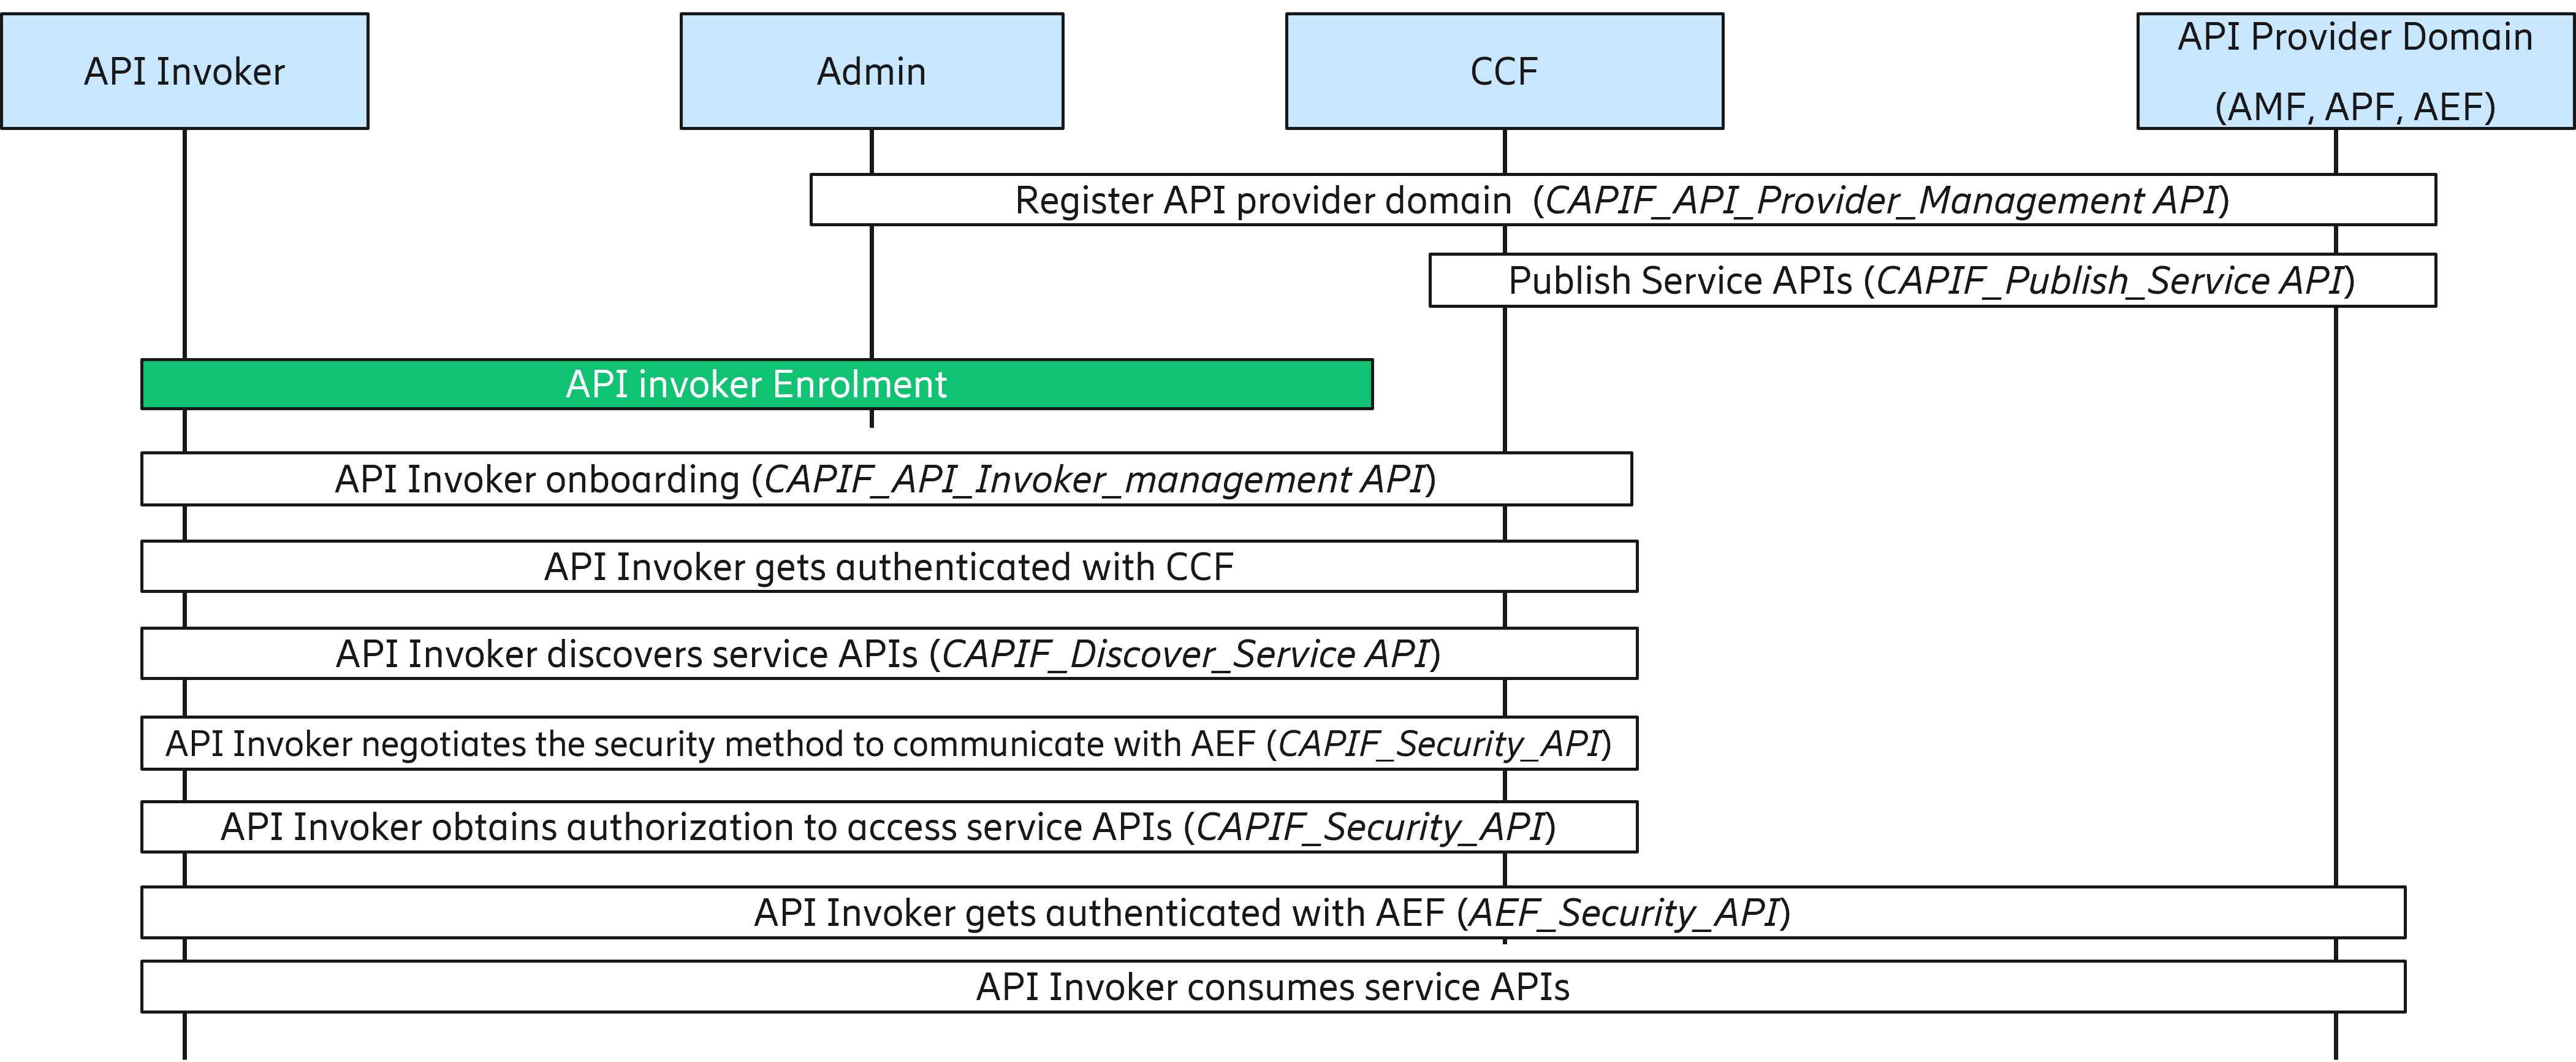 API Invoker
Admin
CCF
API Provider Domain
(AMF, APF, AEF)
Register API provider domain  (CAPIF_API_Provider_Management API)
Publish Service APIs (CAPIF_Publish_Service API)
API invoker Enrolment
API Invoker onboarding (CAPIF_API_Invoker_management API)
API Invoker gets authenticated with CCF
API Invoker discovers service APIs (CAPIF_Discover_Service API)
API Invoker negotiates the security method to communicate with AEF (CAPIF_Security_API)
API Invoker obtains authorization to access service APIs (CAPIF_Security_API)
API Invoker gets authenticated with AEF (AEF_Security_API)
API Invoker consumes service APIs